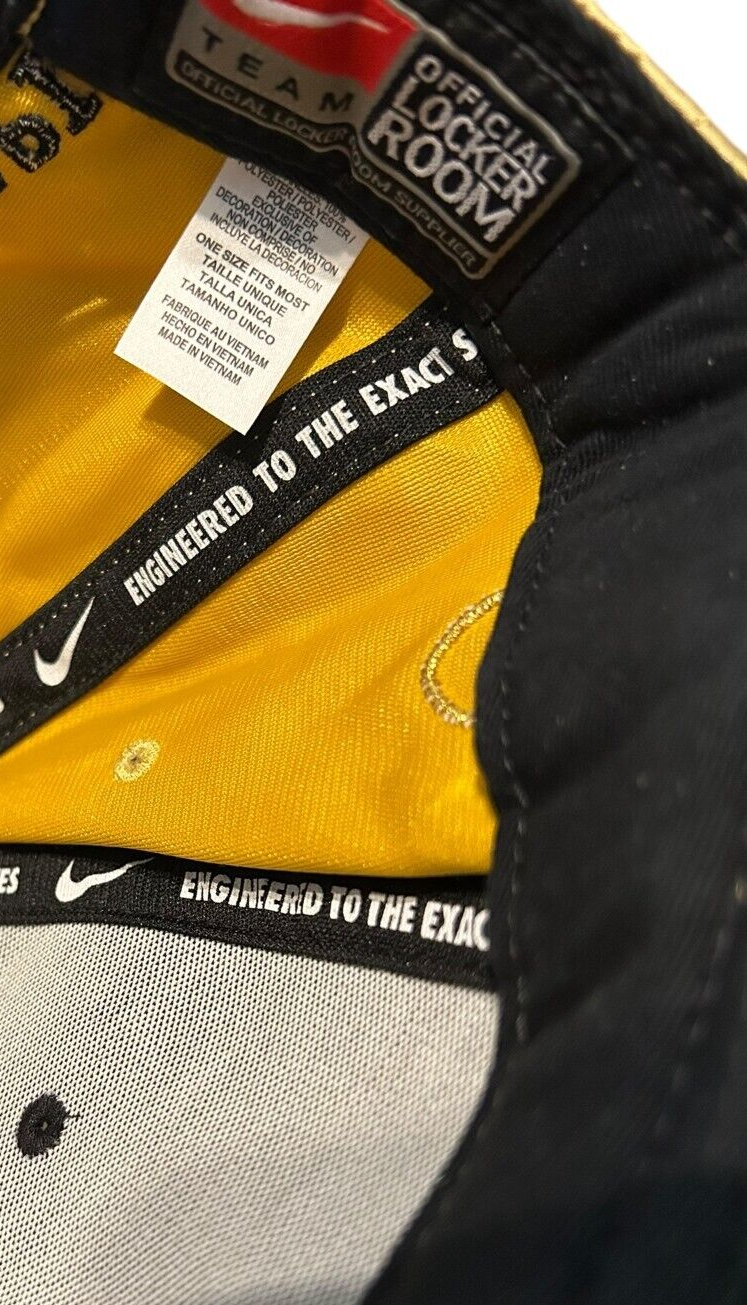 TEAM
OFFICIAL LOCKER ROOM SUPPLIER
OFFICIAL
LOCKER
ROOM
100%
POLYESTER / POLYESTER /
POLIESTER
EXCLUSIVE OF
DECORATION / DECORATION
NON COMPRISE / NO
INCLUYE LA DECORACION
ONE SIZE FITS MOST
TAILLE UNIQUE
TALLA UNICA
TAMANHO UNICO
FABRIQUE AU VIETNAM
HECHO EN VIETNAM
MADE IN VIETNAM
ENGINEERED TO THE EXACT S
ES
ENGINEERED TO THE EXAC